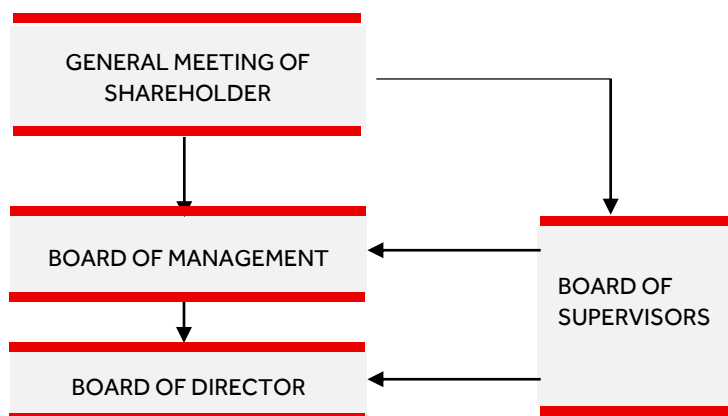 GENERAL MEETING OF
SHAREHOLDER
BOARD OF MANAGEMENT
BOARD OF
SUPERVISORS
BOARD OF DIRECTOR